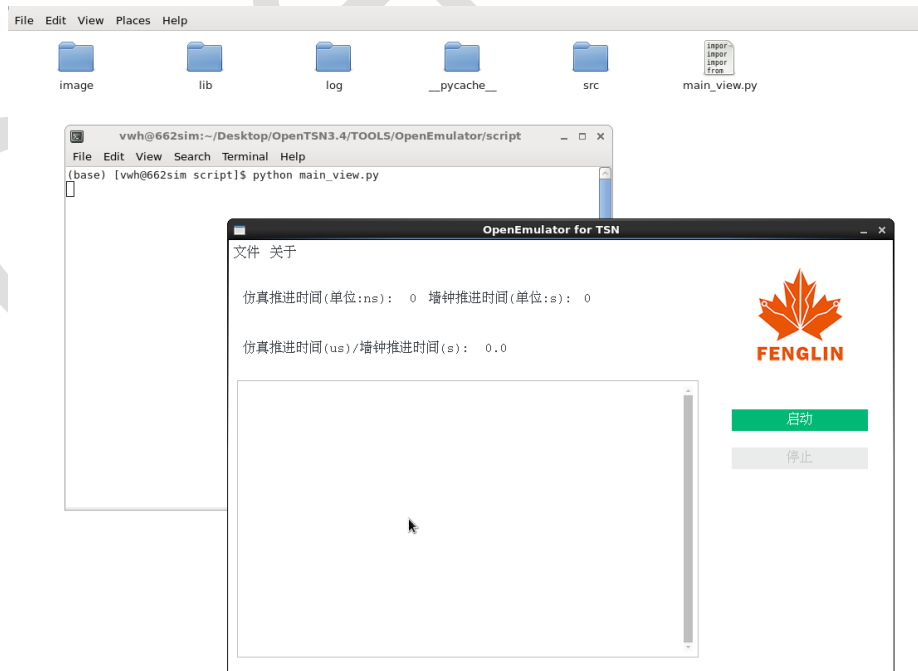 File Edit View Places Help
image lib log __pycache__ src main_view.py
impor
impor
impor
from
vwh@662sim:~/Desktop/OpenTSN3.4/TOOLS/OpenEmulator/script
File Edit View Search Terminal Help
(base) [vwh@662sim script]$ python main_view.py
OpenEmulator for TSN
文件 关于
仿真推进时间(单位:ns): 0 墙钟推进时间(单位:s): 0
仿真推进时间(us)/墙钟推进时间(s): 0.0
FENGLIN
启动
停止